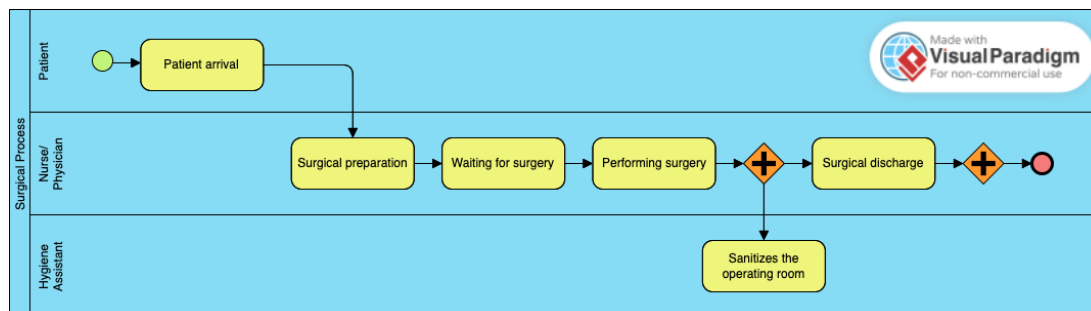 Surgical Process
Patient
Patient arrival
Made with
Visual Paradigm
For non-commercial use
Nurse/
Physician
Surgical preparation
Waiting for surgery
Performing surgery
Surgical discharge
Hygiene
Assistant
Sanitizes the
operating room